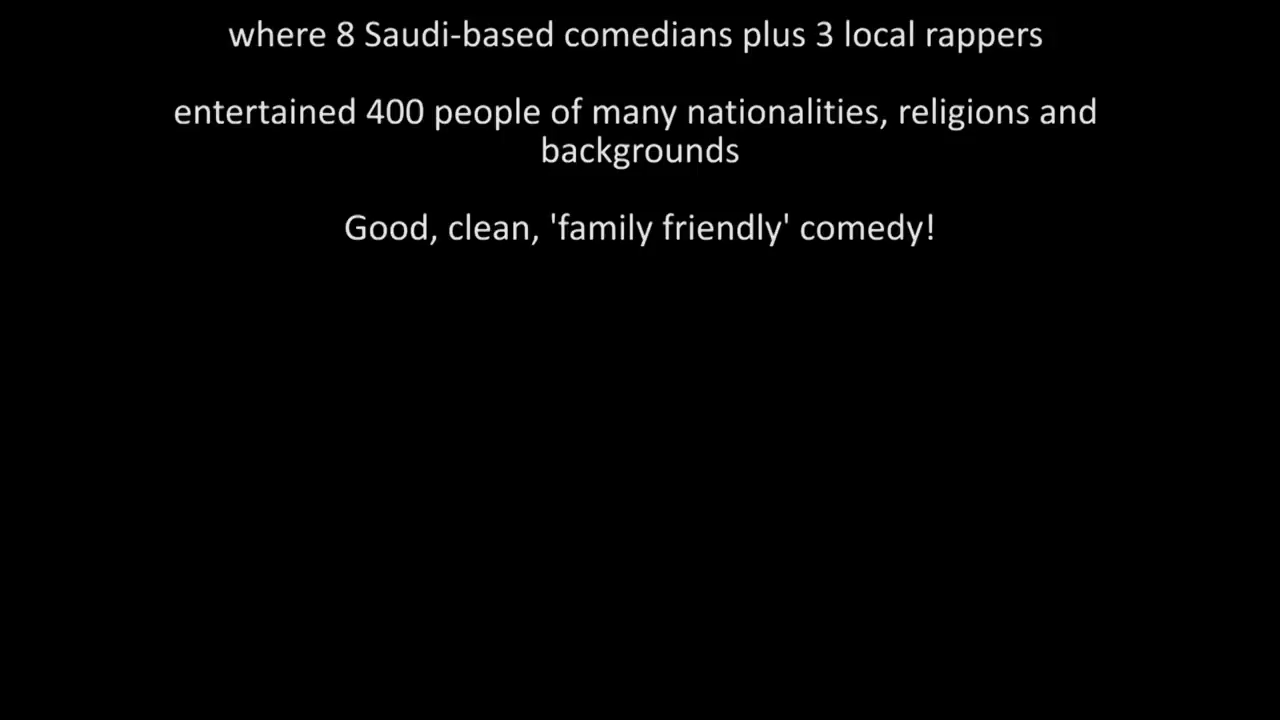 where 8 Saudi-based comedians plus 3 local rappers
entertained 400 people of many nationalities, religions and
backgrounds
Good, clean, 'family friendly' comedy!